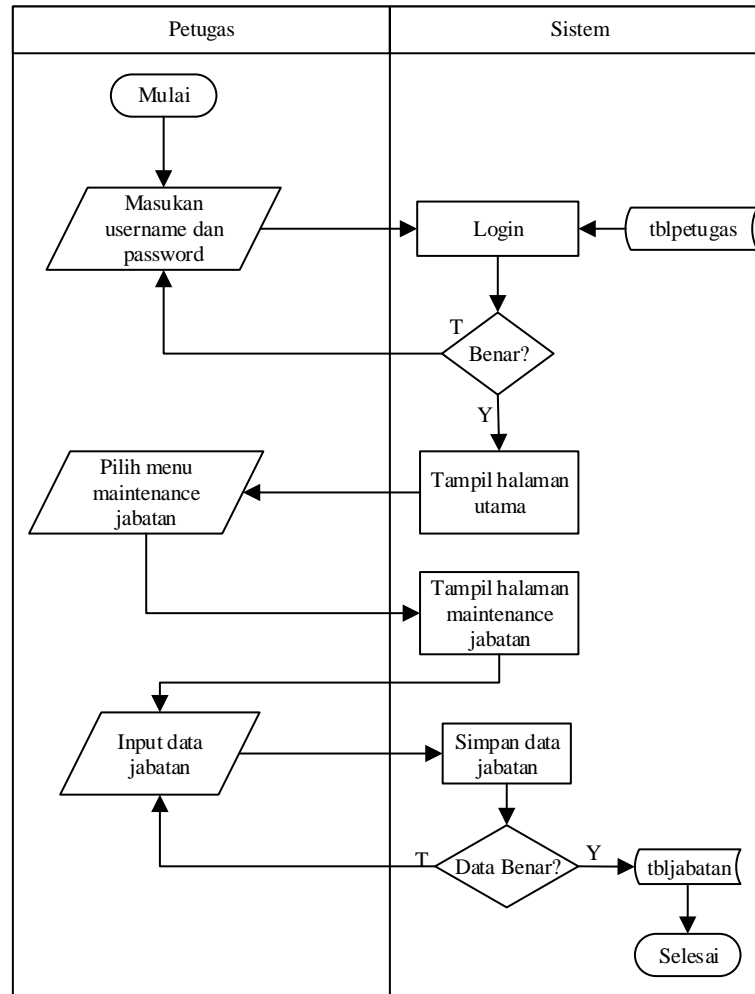 Petugas
Sistem
Mulai
Masukan
username dan
password
Login
tblpetugas
T
Benar?
Y
Pilih menu
maintenance
jabatan
Tampil halaman
utama
Tampil halaman
maintenance
jabatan
Input data
jabatan
Simpan data
jabatan
T
Data Benar?
Y
tbljabatan
Selesai